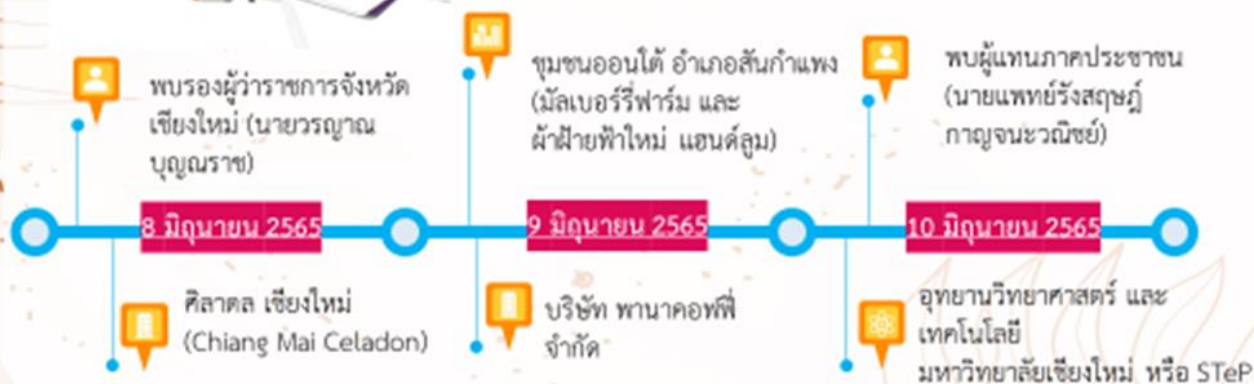 พบรองผู้ว่าราชการจังหวัด
เชียงใหม่ (นายวรญาณ
บุญณราช)
8 มิถุนายน 2565
ศิลาดล เชียงใหม่
(Chiang Mai Celadon)
ชุมชนออนใต้ อำเภอสันกำแพง
(มัลเบอร์รี่ฟาร์ม และ
ผ้าฝ้ายฟ้าใหม่ แฮนด์ลูม)
9 มิถุนายน 2565
บริษัท พานาคอฟฟี่
จำกัด
พบผู้แทนภาคประชาชน
(นายแพทย์รังสฤษฎ์
กาญจนะวณิชย์)
10 มิถุนายน 2565
อุทยานวิทยาศาสตร์ และ
เทคโนโลยี
มหาวิทยาลัยเชียงใหม่ หรือ STeP